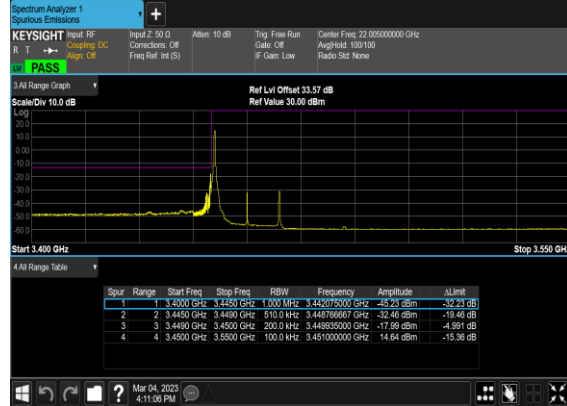 Spectrum Analyzer 1
Spurious Emissions
KEYSIGHT Input: RF Input Z: 50 Ω Atten: 10 dB Trig: Free Run Center Freq: 22.005000000 GHz
R T Coupling: DC Corrections: Off Gate: Off Avg|Hold: 100/100
Align: Off Freq Ref: Int (S) IF Gain: Low Radio Std: None
PASS
3 All Range Graph
Ref Lvl Offset 33.57 dB
Scale/Div 10.0 dB Ref Value 30.00 dBm
Log
20.0
10.0
0.00
-10.0
-20.0
-30.0
-40.0
-50.0
-60.0
Start 3.400 GHz Stop 3.550 GHz
4 All Range Table
Spur Range Start Freq Stop Freq RBW Frequency Amplitude ΔLimit
1 1 3.4000 GHz 3.4450 GHz 1.000 MHz 3.442075000 GHz -45.23 dBm -32.23 dB
2 2 3.4450 GHz 3.4490 GHz 510.0 kHz 3.448766667 GHz -32.46 dBm -19.46 dB
3 3 3.4490 GHz 3.4500 GHz 200.0 kHz 3.449935000 GHz -17.99 dBm -4.991 dB
4 4 3.4500 GHz 3.5500 GHz 100.0 kHz 3.451000000 GHz 14.64 dBm -15.36 dB
? Mar 04, 2023
4:11:06 PM